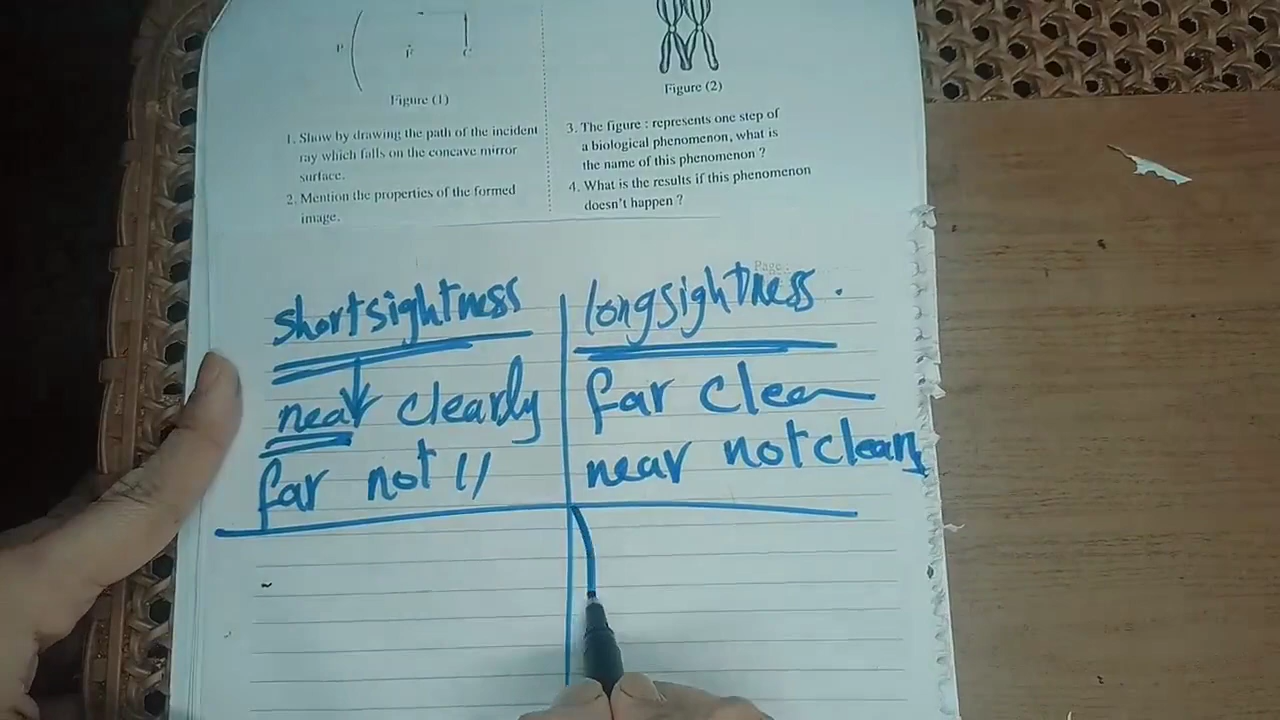 P
F
C
Figure (1)
1. Show by drawing the path of the incident
ray which falls on the concave mirror
surface.
2. Mention the properties of the formed
image.
Figure (2)
3. The figure : represents one step of
a biological phenomenon, what is
the name of this phenomenon ?
4. What is the results if this phenomenon
doesn't happen ?
Page
shortsightness
near clearly
far not //
longsightness.
far clear
near not clearly